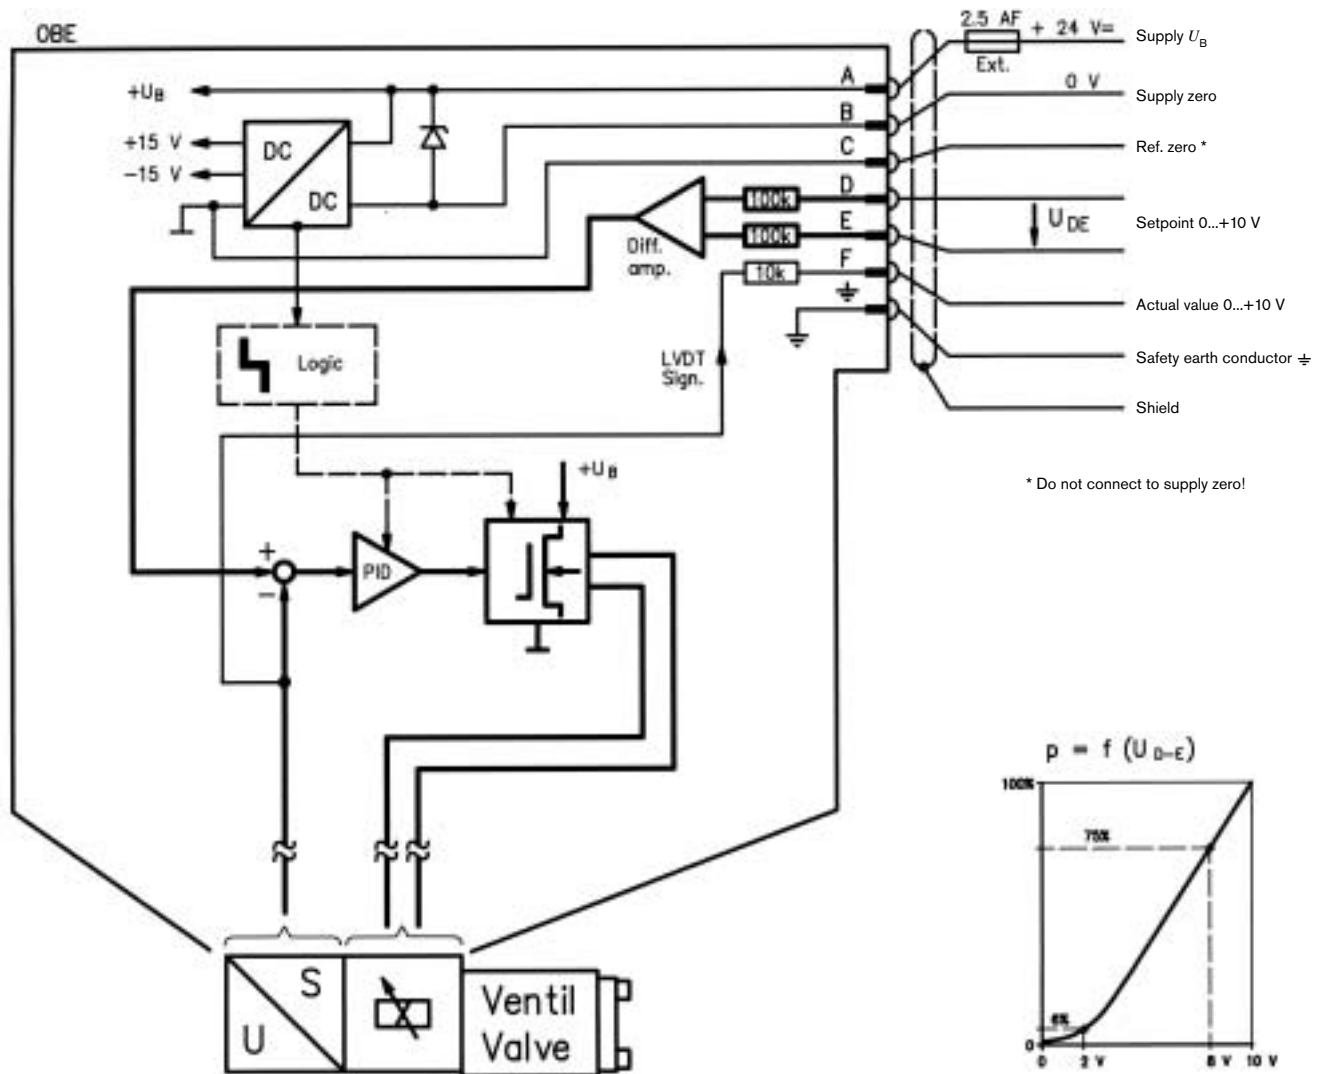 OBE
2.5 AF
+ 24 V=
Supply U_B
Ext.
A
+U_B
0 V
Supply zero
B
+15 V
DC
C
Ref. zero *
-15 V
DC
D
100k
U_DE
Setpoint 0...+10 V
E
100k
Diff.
amp.
F
10k
Actual value 0...+10 V
Logic
LVDT
Sign.
Safety earth conductor ⏚
Shield
+U_B
* Do not connect to supply zero!
+
PID
−
p = f (U_D-E)
100%
75%
6%
0
0 2 V 8 V 10 V
S
U
Ventil
Valve